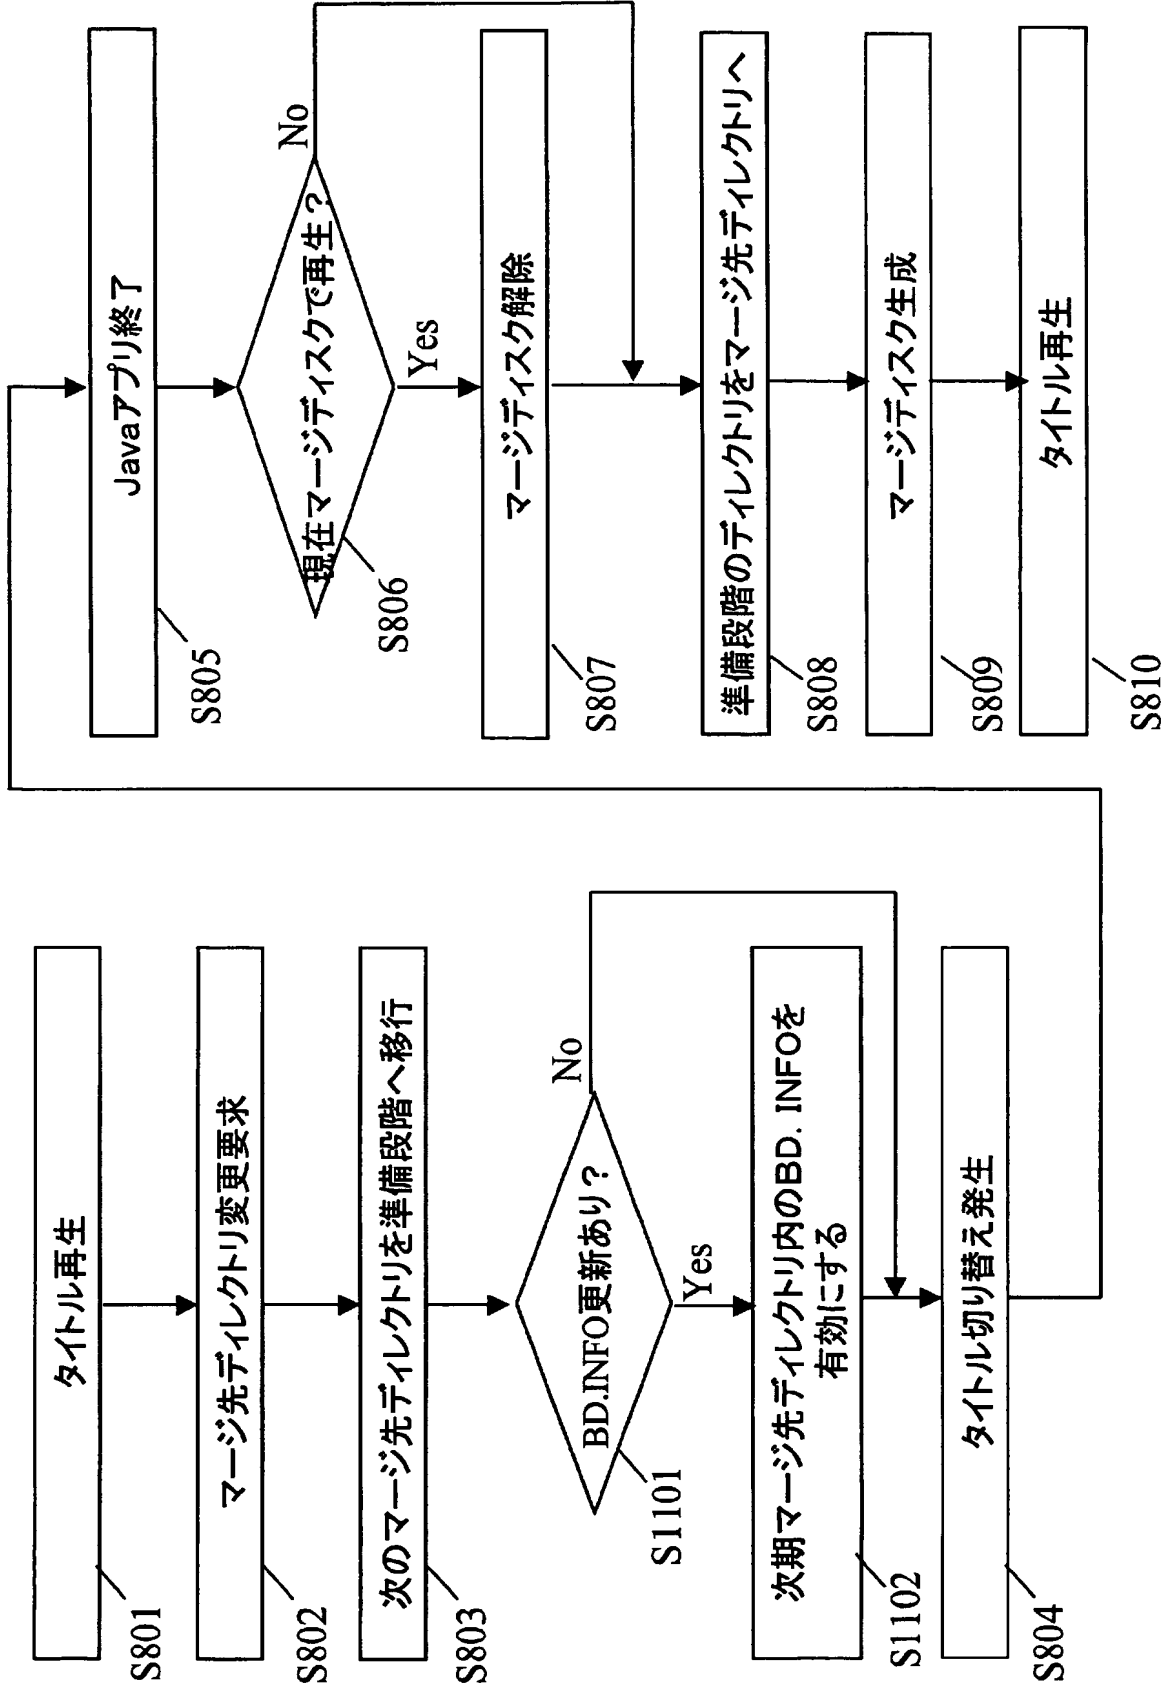 タイトル再生
S801
マージ先ディレクトリ変更要求
S802
次のマージ先ディレクトリを準備段階へ移行
S803
BD.INFO更新あり？
No
Yes
S1101
次期マージ先ディレクトリ内のBD. INFOを
有効にする
S1102
タイトル切り替え発生
S804
Javaアプリ終了
S805
現在マージディスクで再生？
No
Yes
S806
マージディスク解除
S807
準備段階のディレクトリをマージ先ディレクトリへ
S808
マージディスク生成
S809
タイトル再生
S810